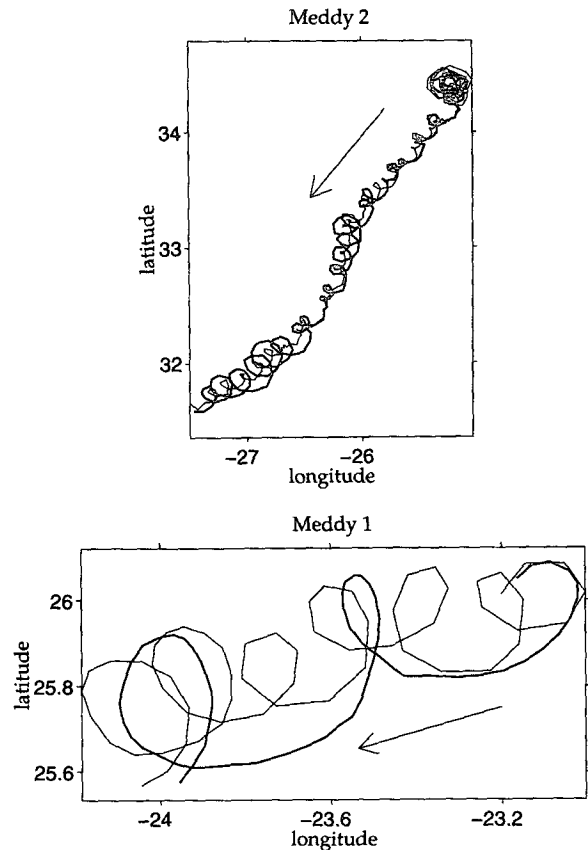 Meddy 2
34
33
32
latitude
-27 -26
longitude
Meddy 1
26
25.8
25.6
latitude
-24 -23.6 -23.2
longitude